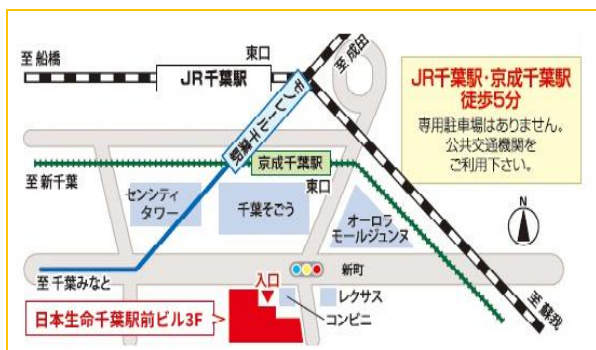 至船橋
東口
JR千葉駅
至成田
モノレール千葉駅
JR千葉駅・京成千葉駅
徒歩5分
専用駐車場はありません。
公共交通機関を
ご利用下さい。
京成千葉駅
東口
至新千葉
センシティ
タワー
千葉そごう
オーロラ
モールジュンヌ
N
至千葉みなと
新町
入口
レクサス
コンビニ
至蘇我
日本生命千葉駅前ビル3F